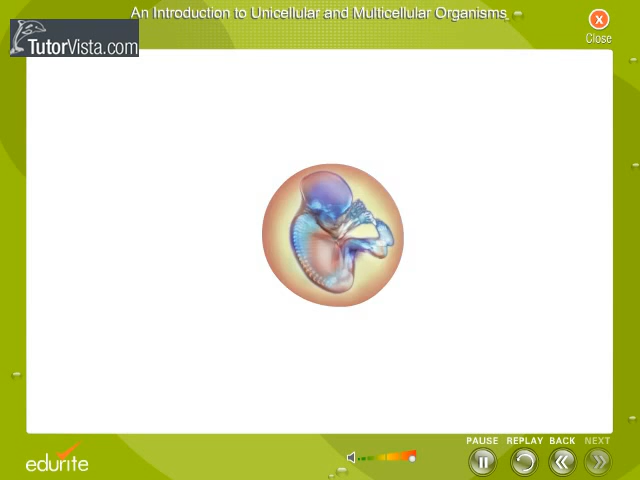 An Introduction to Unicellular and Multicellular Organisms
TutorVista.com
Close
PAUSE REPLAY BACK NEXT
edurite